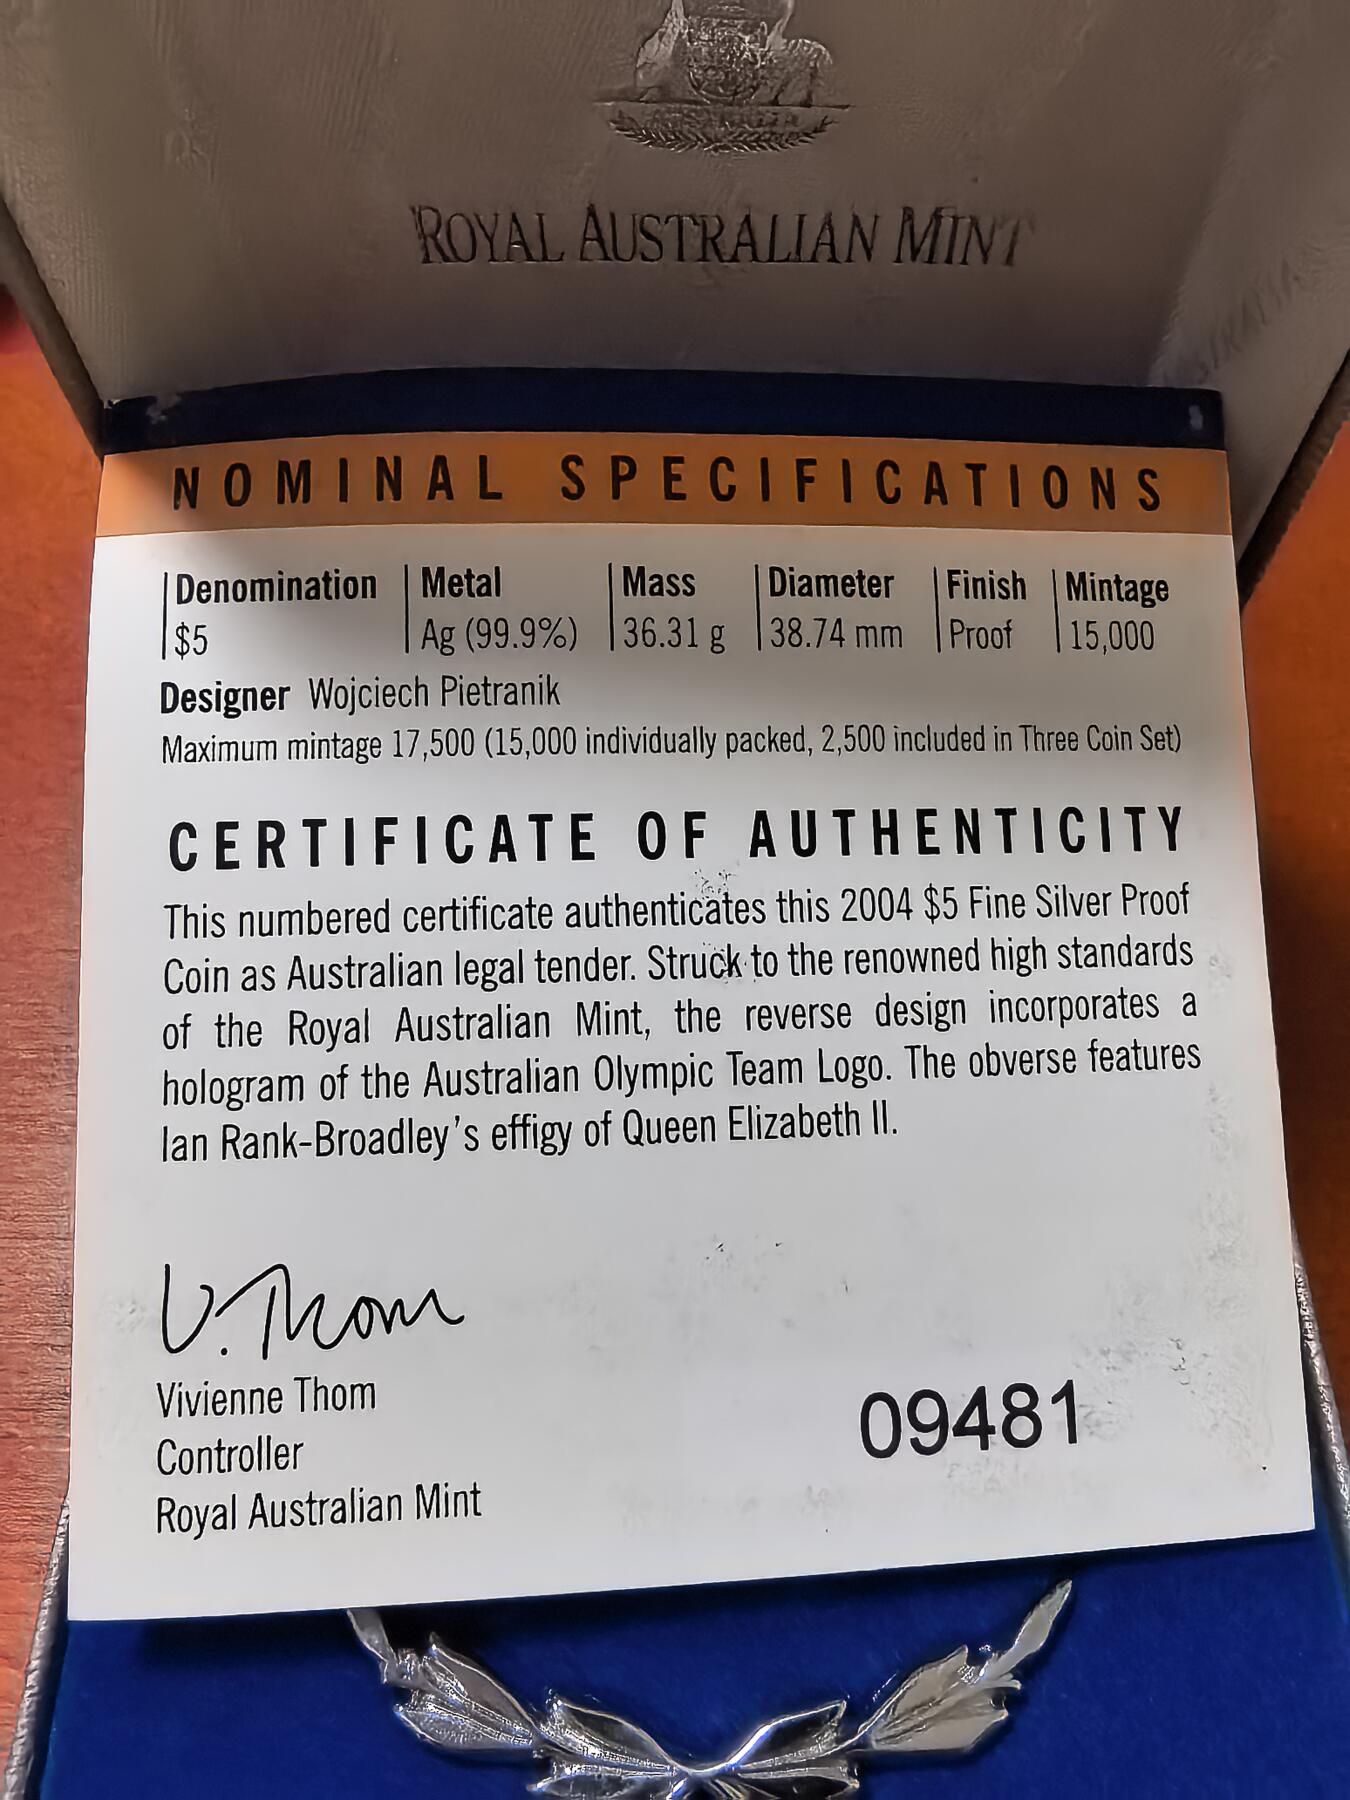 AUSTRALIA
ROYAL AUSTRALIAN MINT
NOMINAL SPECIFICATIONS
Denomination Metal Mass Diameter Finish Mintage
$5 Ag (99.9%) 36.31 g 38.74 mm Proof 15,000
Designer Wojciech Pietranik
Maximum mintage 17,500 (15,000 individually packed, 2,500 included in Three Coin Set)
CERTIFICATE OF AUTHENTICITY
This numbered certificate authenticates this 2004 $5 Fine Silver Proof
Coin as Australian legal tender. Struck to the renowned high standards
of the Royal Australian Mint, the reverse design incorporates a
hologram of the Australian Olympic Team Logo. The obverse features
Ian Rank-Broadley's effigy of Queen Elizabeth II.
V. Thom
Vivienne Thom
Controller
Royal Australian Mint
09481